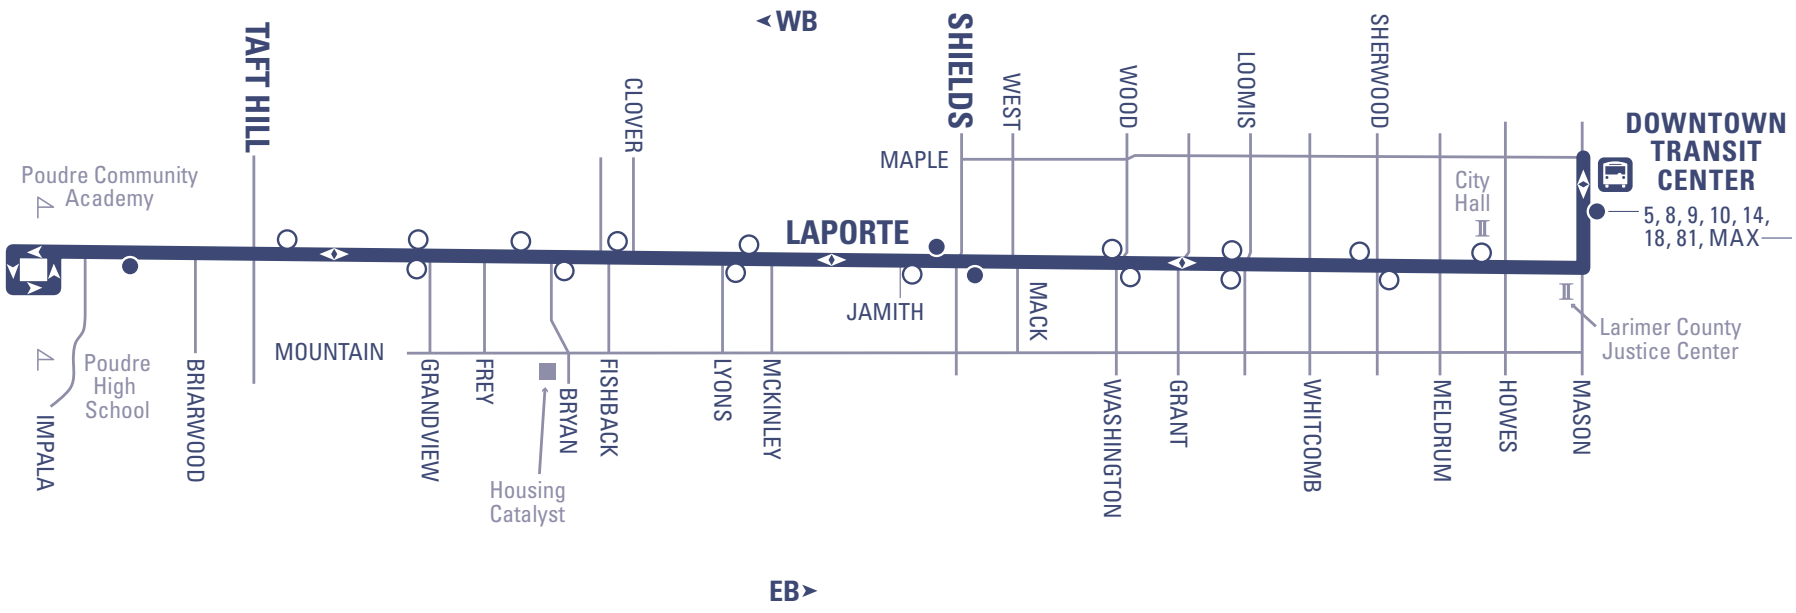 WB
TAFT HILL
CLOVER
SHIELDS
WEST
WOOD
LOOMIS
SHERWOOD
DOWNTOWN
TRANSIT
CENTER
5, 8, 9, 10, 14,
18, 81, MAX
MAPLE
City
Hall
Poudre Community
Academy
LAPORTE
JAMITH
MACK
Larimer County
Justice Center
MOUNTAIN
Poudre
High
School
IMPALA
BRIARWOOD
GRANDVIEW
FREY
BRYAN
FISHBACK
LYONS
MCKINLEY
WASHINGTON
GRANT
WHITCOMB
MELDRUM
HOWES
MASON
Housing
Catalyst
EB